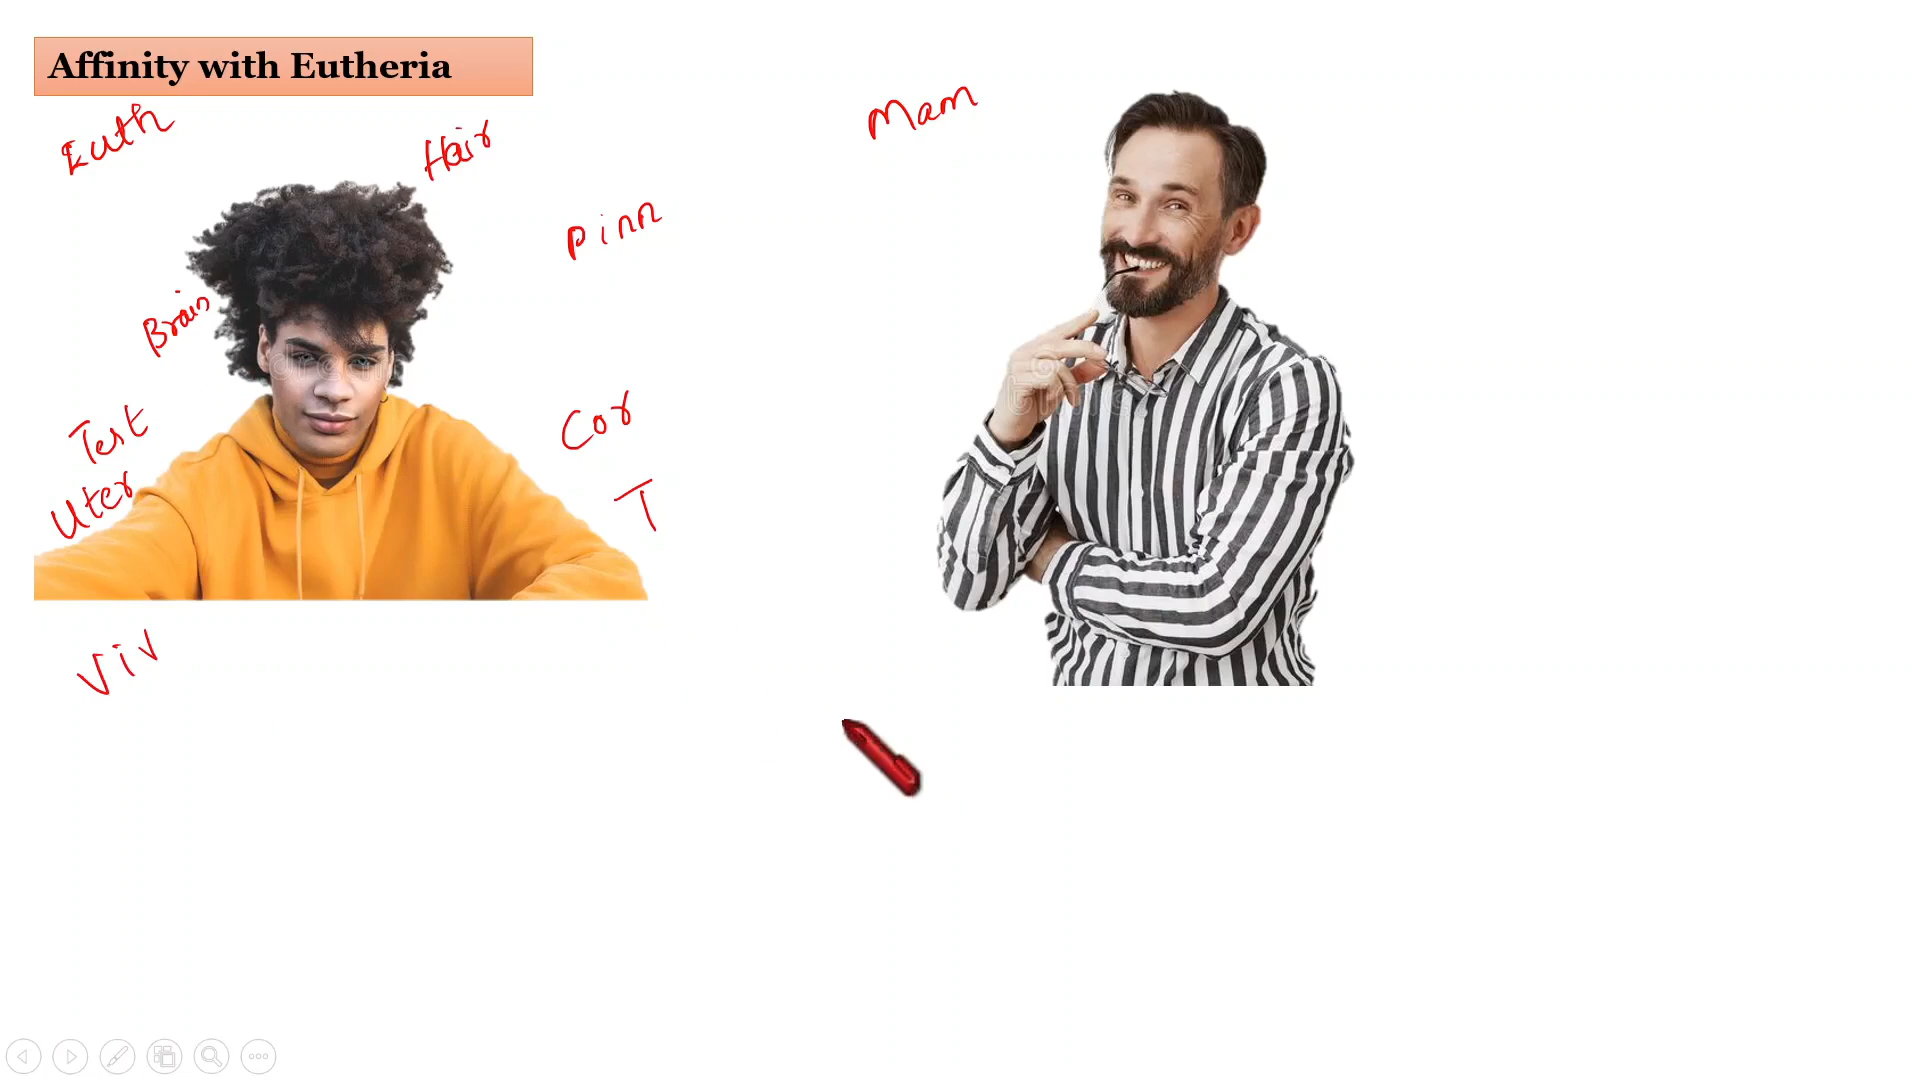 Affinity with Eutheria
Euth
Hair
Mam
Pinn
Brain
Test
Cor
Uter
T
Viv